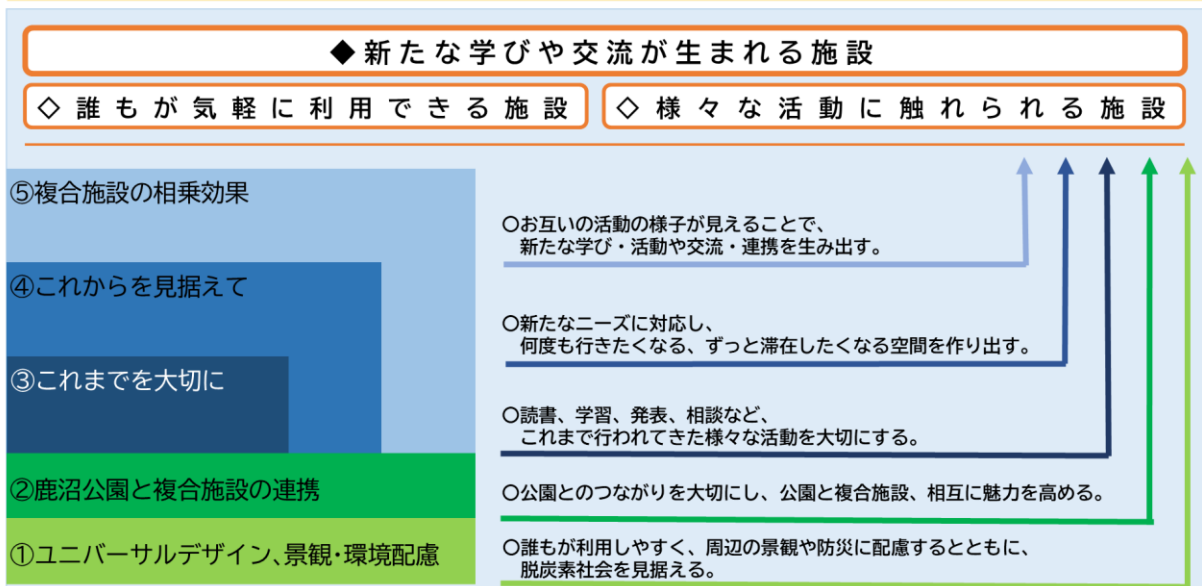 ◆新たな学びや交流が生まれる施設
◇誰もが気軽に利用できる施設
◇様々な活動に触れられる施設
⑤複合施設の相乗効果
〇お互いの活動の様子が見えることで、
新たな学び・活動や交流・連携を生み出す。
④これからを見据えて
〇新たなニーズに対応し、
何度も行きたくなる、ずっと滞在したくなる空間を作り出す。
③これまでを大切に
〇読書、学習、発表、相談など、
これまで行われてきた様々な活動を大切にする。
②鹿沼公園と複合施設の連携
〇公園とのつながりを大切にし、公園と複合施設、相互に魅力を高める。
①ユニバーサルデザイン、景観・環境配慮
〇誰もが利用しやすく、周辺の景観や防災に配慮するとともに、
脱炭素社会を見据える。